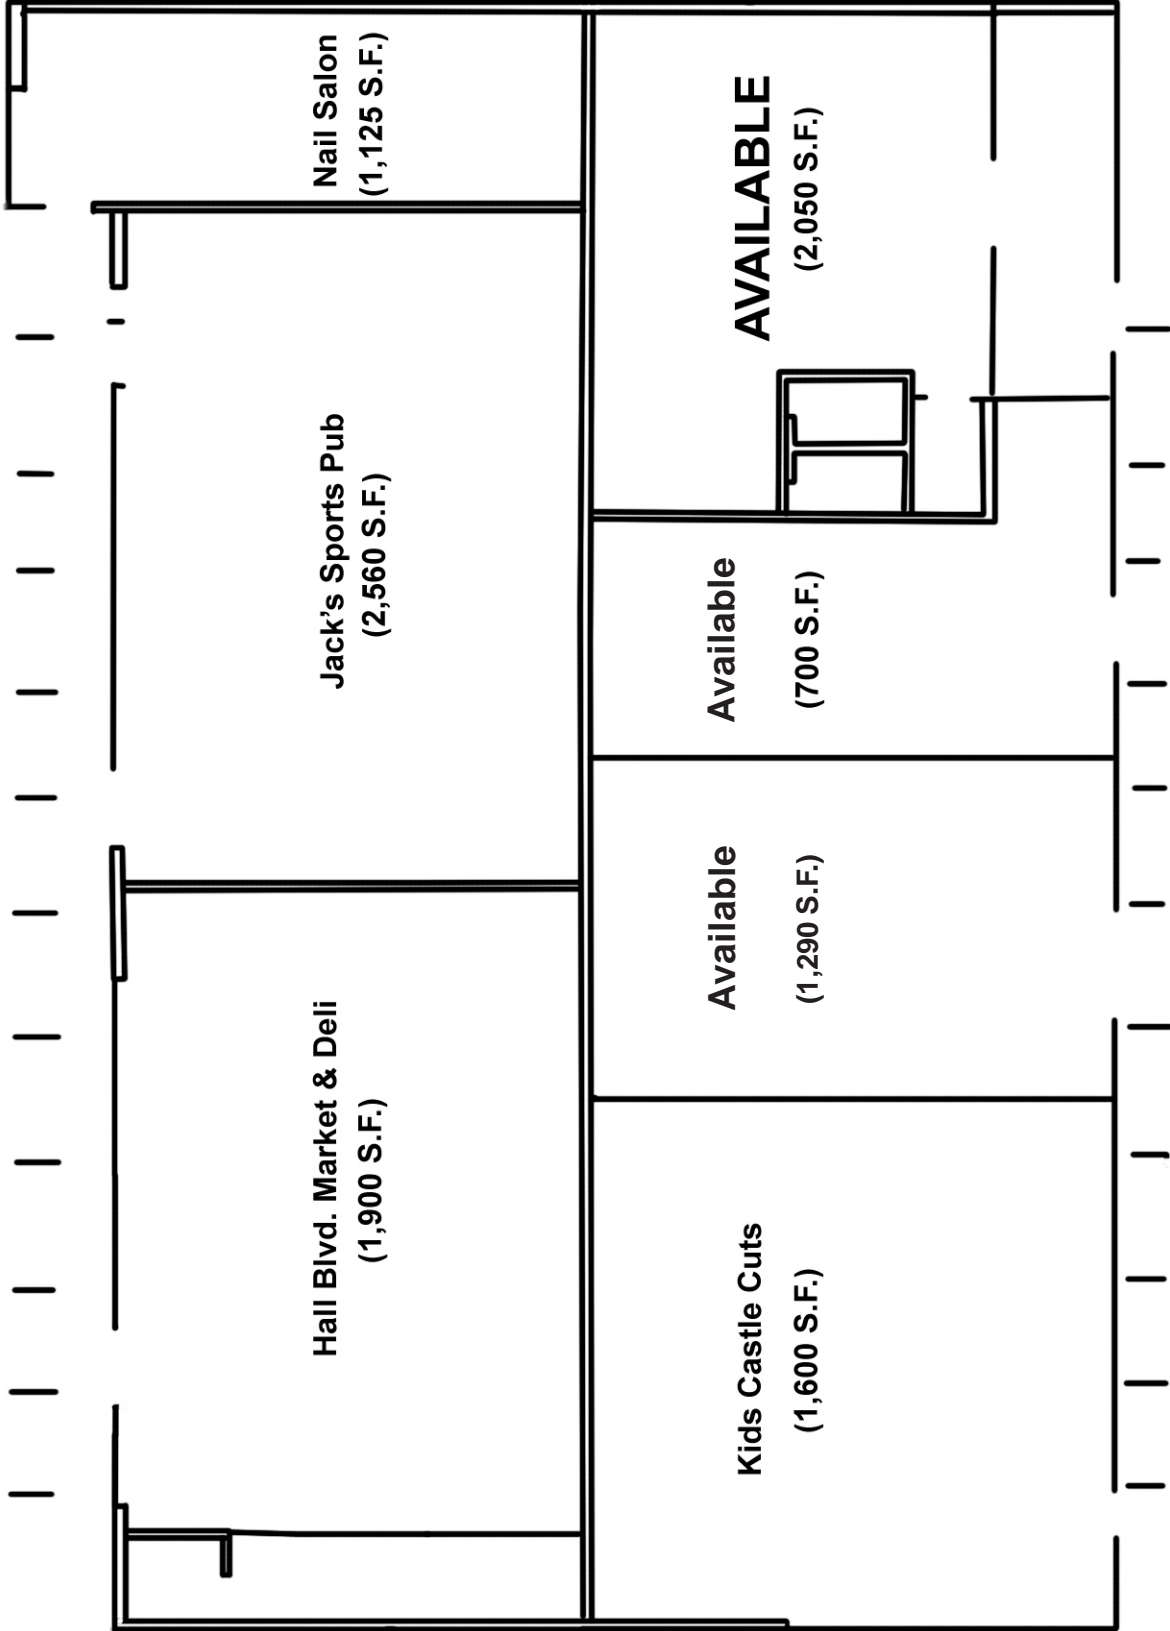 Nail Salon
(1,125 S.F.)
AVAILABLE
(2,050 S.F.)
Jack's Sports Pub
(2,560 S.F.)
Available
(700 S.F.)
Available
(1,290 S.F.)
Hall Blvd. Market & Deli
(1,900 S.F.)
Kids Castle Cuts
(1,600 S.F.)